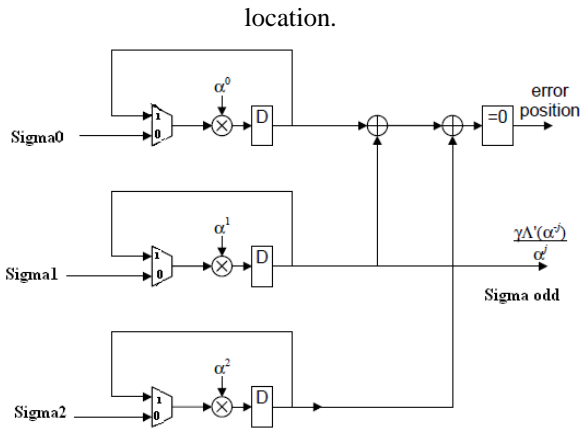 location.
error
position
α⁰
1
0
D
=0
Sigma0
α¹
1
0
D
γΛ'(α⁻ʲ)
αʲ
Sigma1
Sigma odd
α²
1
0
D
Sigma2